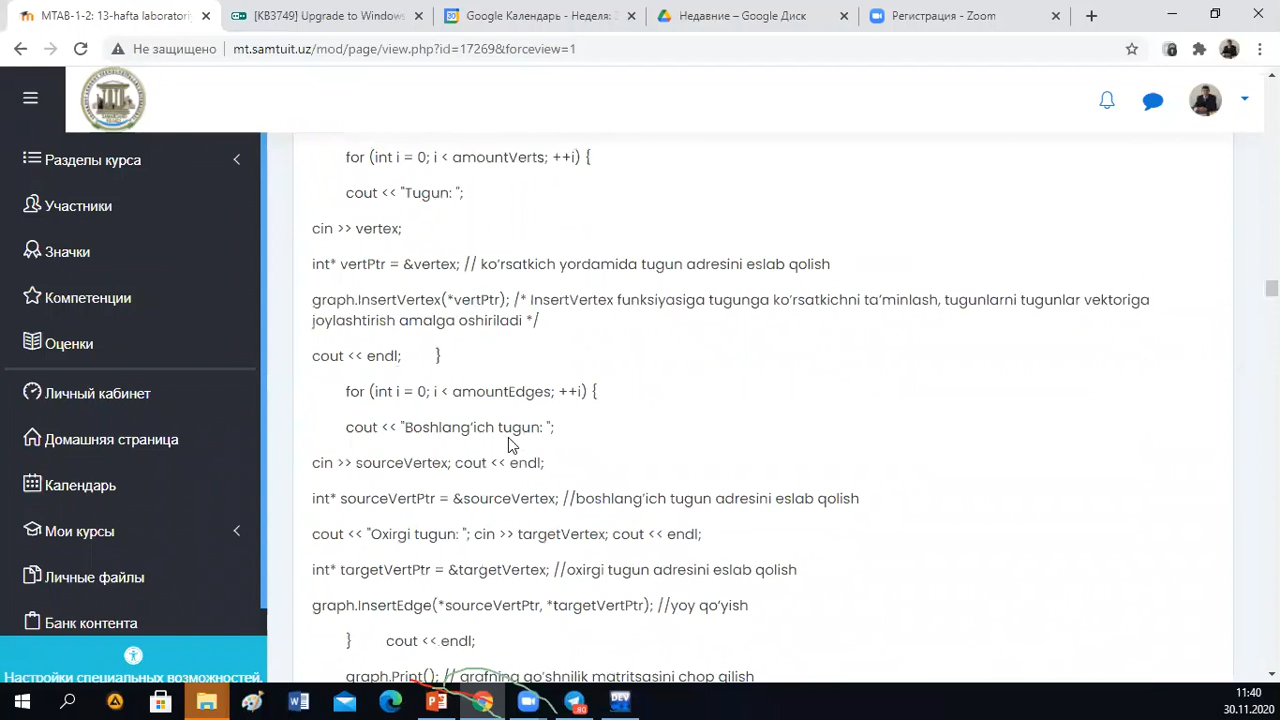 MTAB-1-2: 13-hafta laboratori
[KB3749] Upgrade to Windows
Google Календарь - Неделя: 
Недавние – Google Диск
Регистрация - Zoom
Не защищено
mt.samtuit.uz/mod/page/view.php?id=17269&forceview=1
Разделы курса
Участники
Значки
Компетенции
Оценки
Личный кабинет
Домашняя страница
Календарь
Мои курсы
Личные файлы
Банк контента
Настройки специальных возможностей.
for (int i = 0; i < amountVerts; ++i) {
cout << "Tugun: ";
cin >> vertex;
int* vertPtr = &vertex; // ko‘rsatkich yordamida tugun adresini eslab qolish
graph.InsertVertex(*vertPtr); /* InsertVertex funksiyasiga tugunga ko‘rsatkichni ta’minlash, tugunlarni tugunlar vektoriga
joylashtirish amalga oshiriladi */
cout << endl; }
for (int i = 0; i < amountEdges; ++i) {
cout << "Boshlang‘ich tugun: ";
cin >> sourceVertex; cout << endl;
int* sourceVertPtr = &sourceVertex; //boshlang‘ich tugun adresini eslab qolish
cout << "Oxirgi tugun: "; cin >> targetVertex; cout << endl;
int* targetVertPtr = &targetVertex; //oxirgi tugun adresini eslab qolish
graph.InsertEdge(*sourceVertPtr, *targetVertPtr); //yoy qo‘yish
} cout << endl;
graph.Print(); // grafning qo‘shnilik matritsasini chop qilish
DEV
11:40
30.11.2020